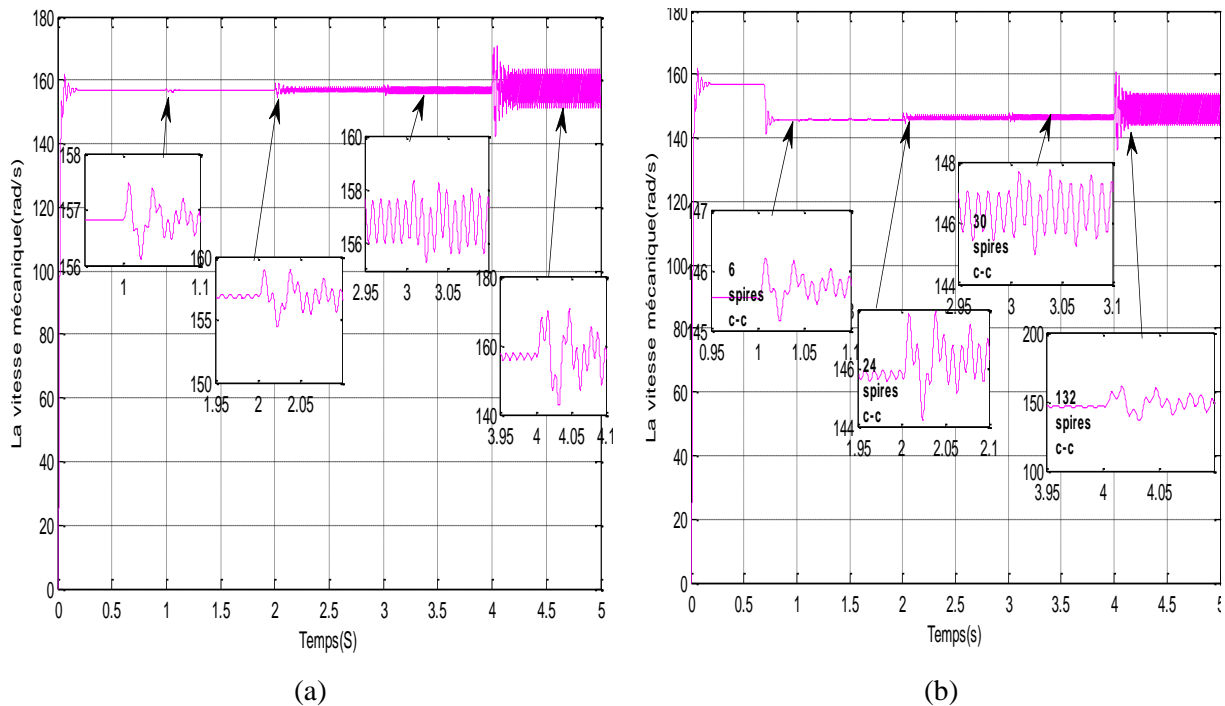 180
160
140
120
100
80
60
40
20
0
La vitesse mécanique(rad/s)
0 0.5 1 1.5 2 2.5 3 3.5 4 4.5 5
Temps(S)
158
157
156
1 1.1
160
155
150
1.95 2 2.05
160
158
156
2.95 3 3.05
180
160
140
3.95 4 4.05 4.1
(a)
180
160
140
120
100
80
60
40
20
0
La vitesse mécanique(rad/s)
0 0.5 1 1.5 2 2.5 3 3.5 4 4.5 5
Temps(s)
147
146
145
6
spires
c-c
0.95 1 1.05 1.1
146
144
24
spires
c-c
1.95 2 2.05 2.1
148
146
144
30
spires
c-c
2.95 3 3.05 3.1
200
150
100
132
spires
c-c
3.95 4 4.05
(b)